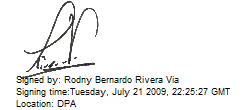 Signed by: Rodny Bernardo Rivera Via
Signing time:Tuesday, July 21 2009, 22:25:27 GMT
Location: DPA